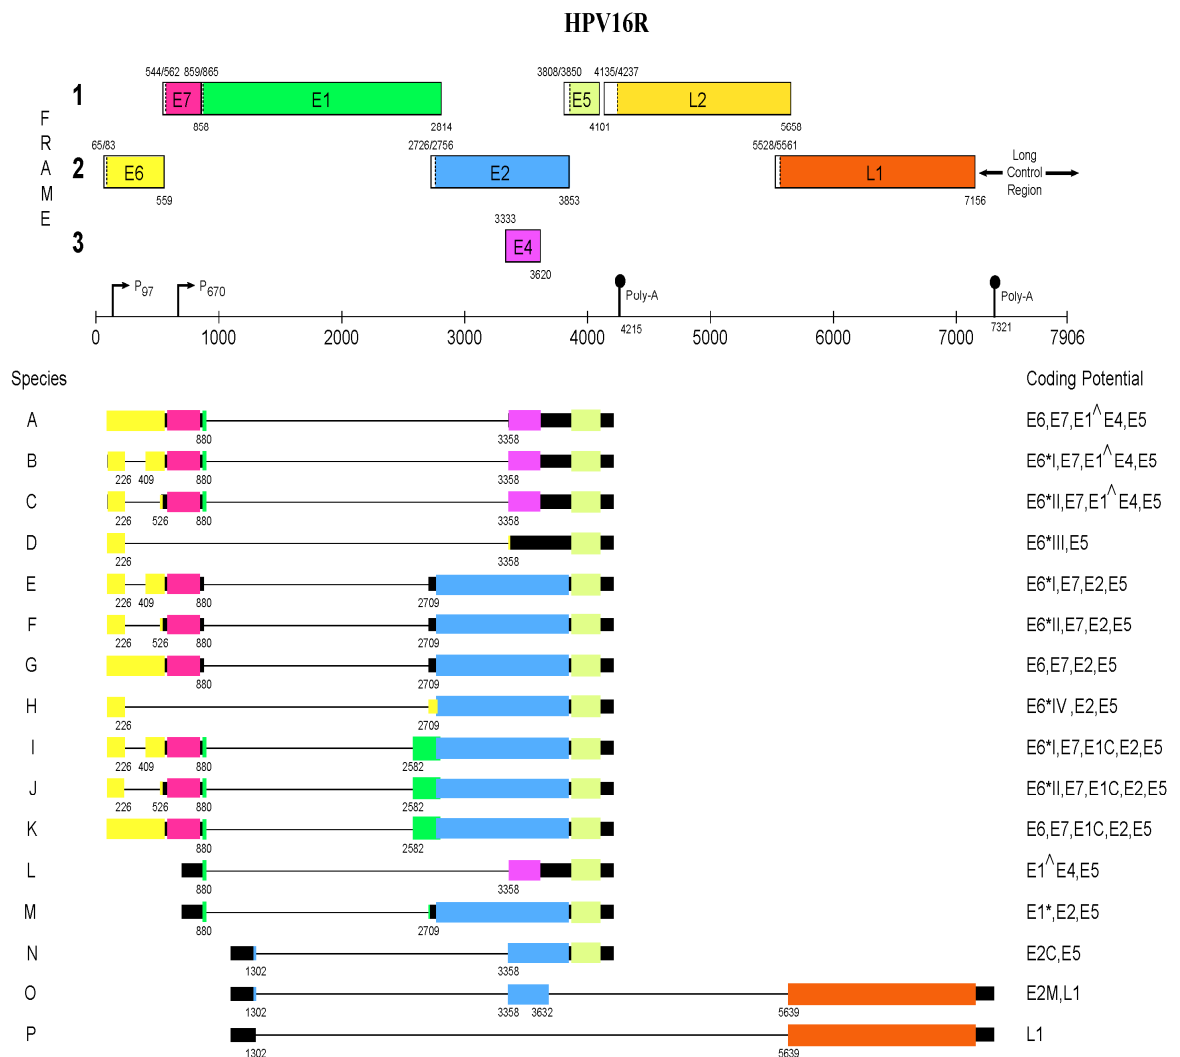 HPV16R
544/562 859/865 3808/3850 4135/4237
1 E7 E1 E5 L2
858 2814 4101 5658
FRAME
65/83 2726/2756 5528/5561
2 E6 E2 L1 Long Control Region
559 3853 7156
3333
3 E4
3620
P97 P670 Poly-A Poly-A
4215 7321
0 1000 2000 3000 4000 5000 6000 7000 7906
Species Coding Potential
A E6,E7,E1^E4,E5
880 3358
B E6*I,E7,E1^E4,E5
226 409 880 3358
C E6*II,E7,E1^E4,E5
226 526 880 3358
D E6*III,E5
226 3358
E E6*I,E7,E2,E5
226 409 880 2709
F E6*II,E7,E2,E5
226 526 880 2709
G E6,E7,E2,E5
880 2709
H E6*IV,E2,E5
226 2709
I E6*I,E7,E1C,E2,E5
226 409 880 2582
J E6*II,E7,E1C,E2,E5
226 526 880 2582
K E6,E7,E1C,E2,E5
880 2582
L E1^E4,E5
880 3358
M E1*,E2,E5
880 2709
N E2C,E5
1302 3358
O E2M,L1
1302 3358 3632 5639
P L1
1302 5639